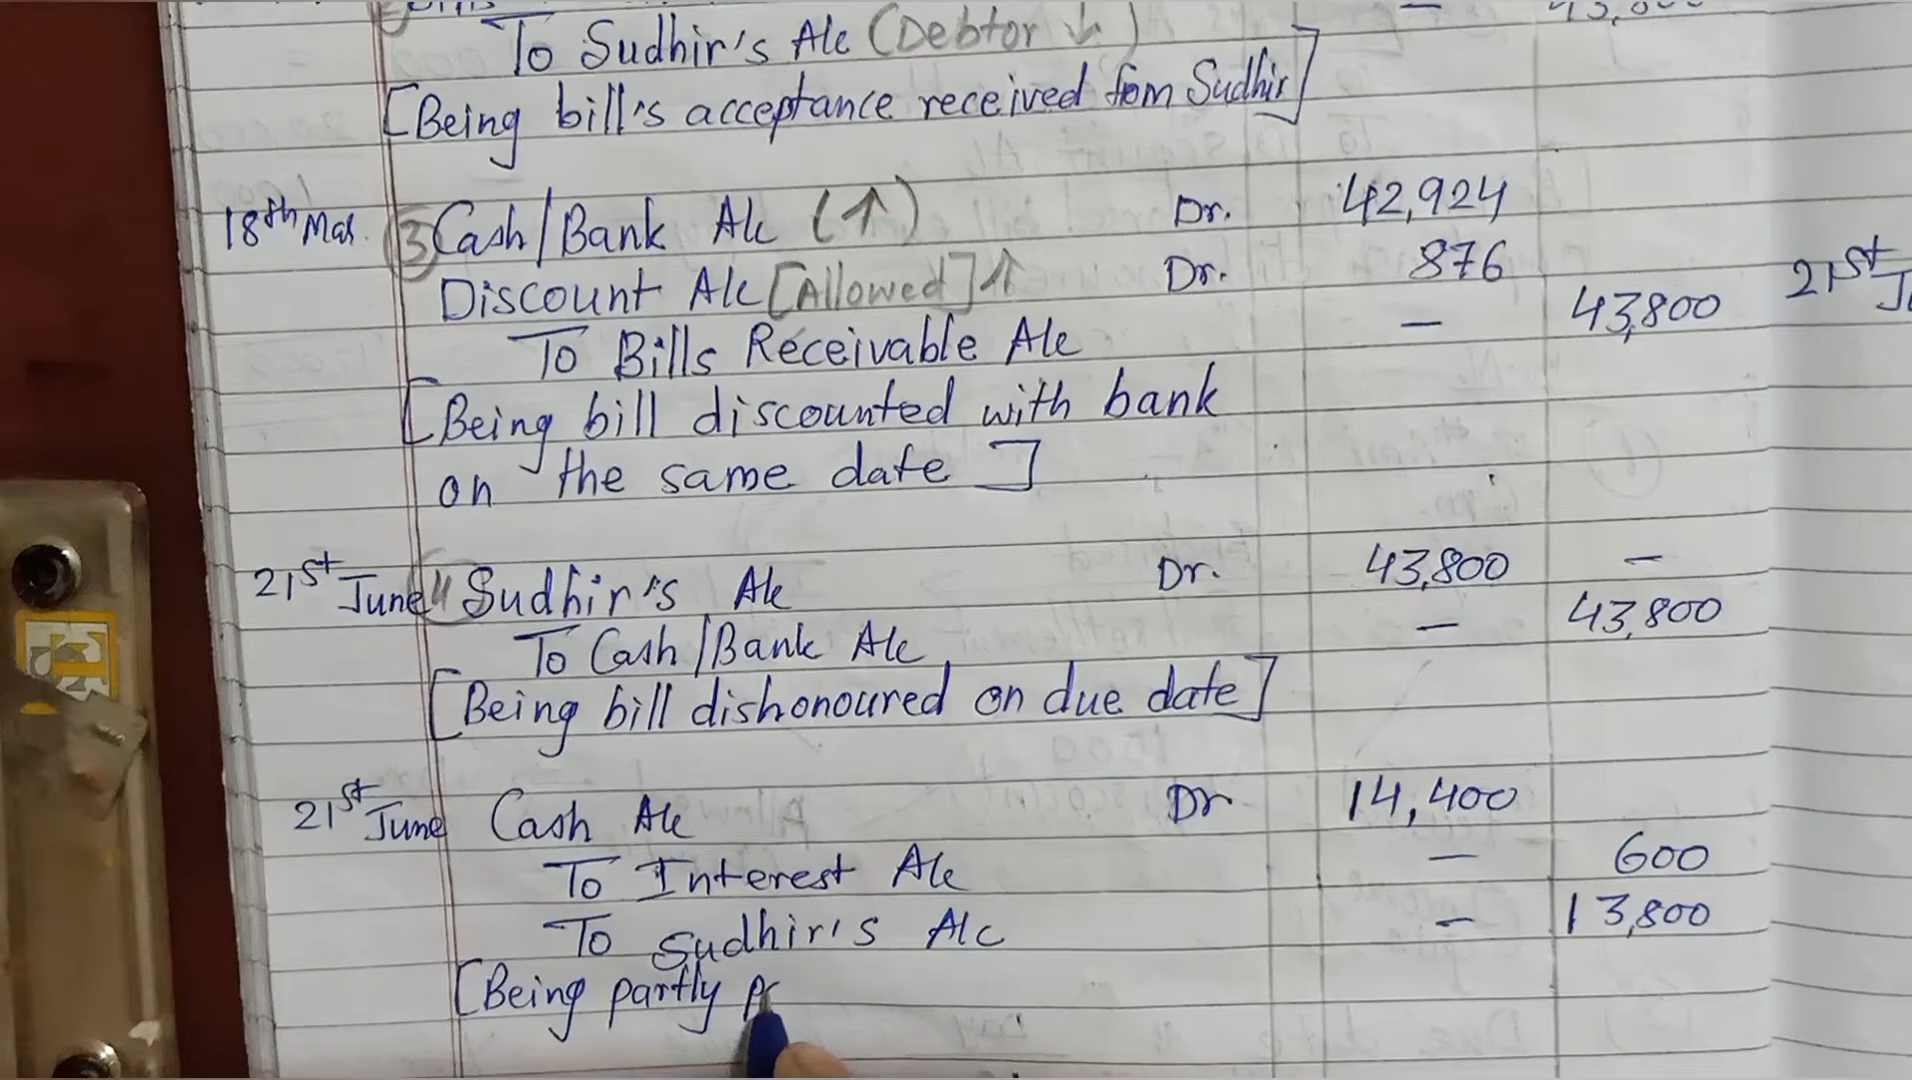 To Sudhir's A/c (Debtor ↓)
[Being bill's acceptance received from Sudhir]
18th Mar. 3 Cash/Bank A/c (↑) Dr. 42,924
Discount A/c [Allowed] ↑ Dr. 876
To Bills Receivable A/c — 43,800
[Being bill discounted with bank
on the same date]
21st June 4 Sudhir's A/c Dr. 43,800 —
To Cash/Bank A/c — 43,800
[Being bill dishonoured on due date]
21st June Cash A/c Dr 14,400
To Interest A/c — 600
To Sudhir's A/c — 13,800
[Being partly p
21st